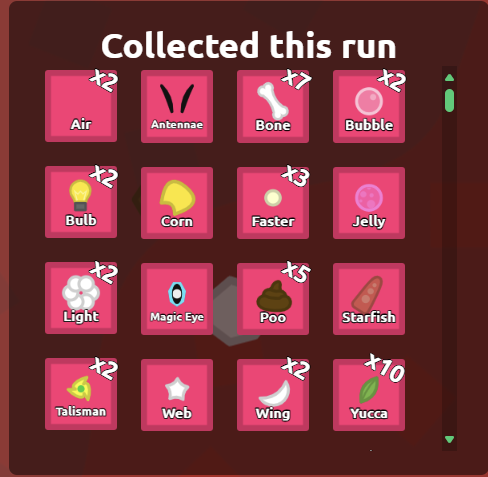 Collected this run
x2
x7
x2
Air
Antennae
Bone
Bubble
x2
x3
Bulb
Corn
Faster
Jelly
x2
x5
Light
Magic Eye
Poo
Starfish
x2
x2
x10
Talisman
Web
Wing
Yucca